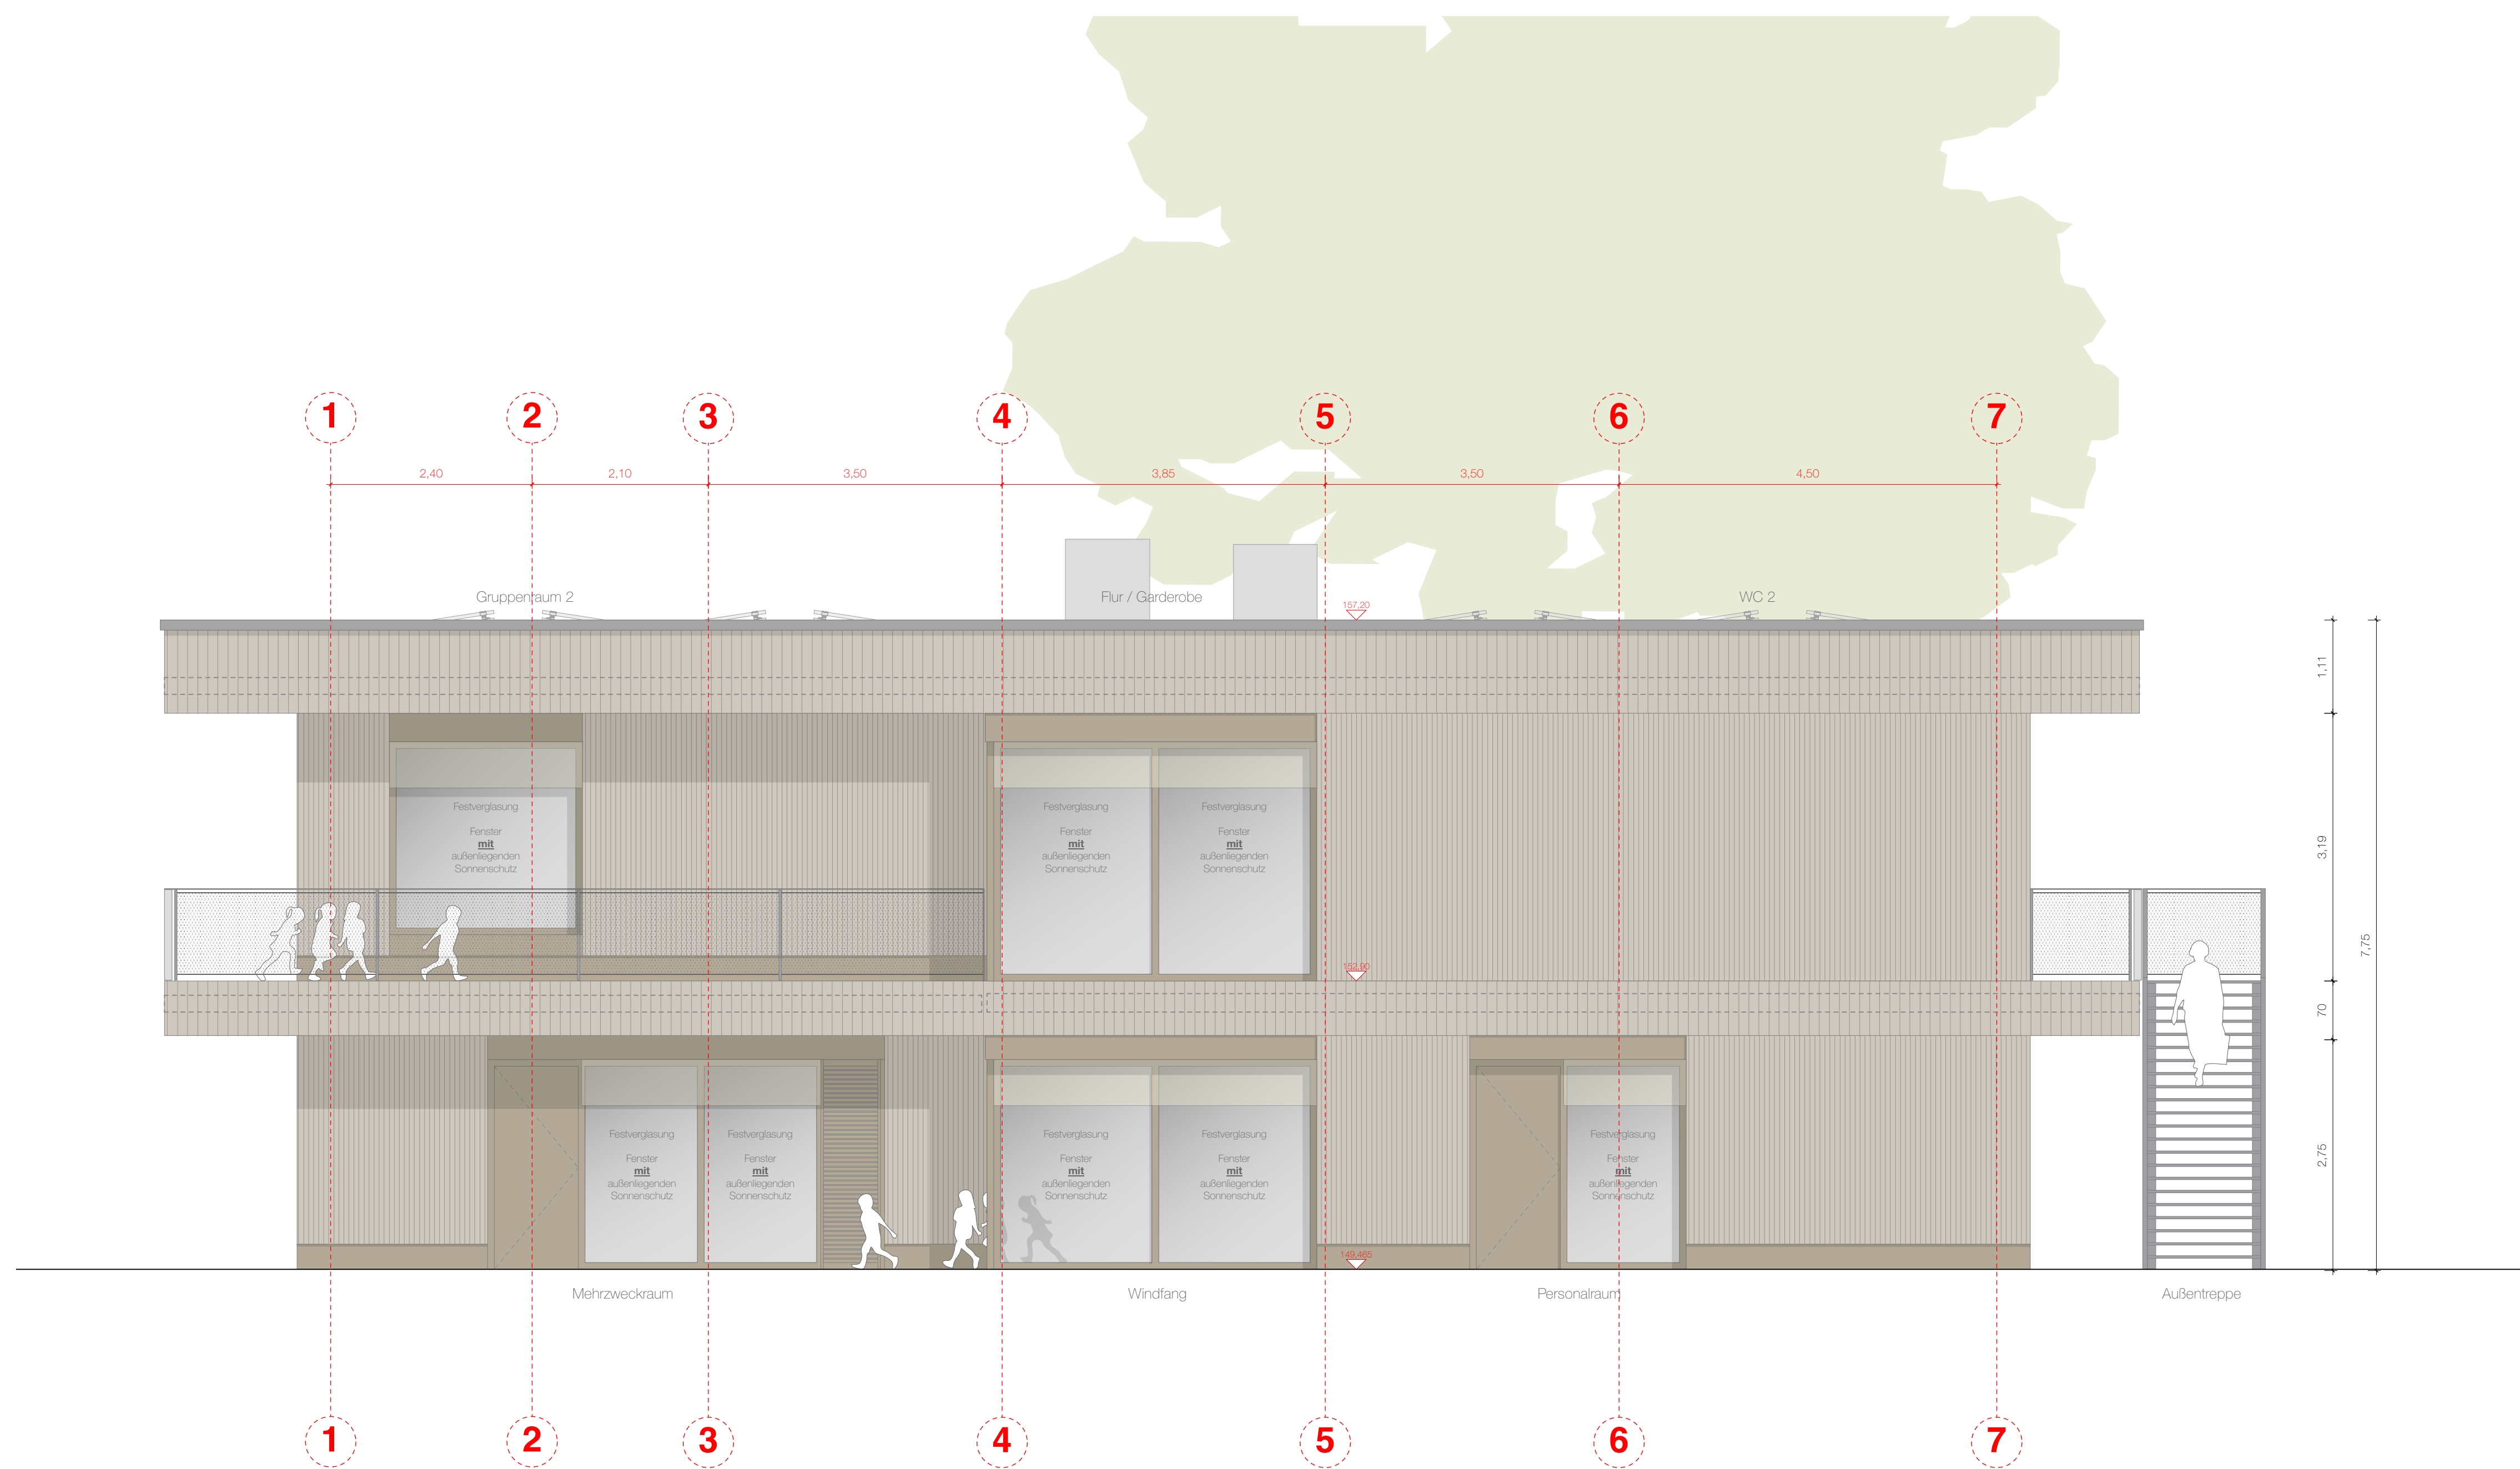 1 2 3 4 5 6 7
2,40 2,10 3,50 3,85 3,50 4,50
Gruppenraum 2
Flur / Garderobe
WC 2
157,20
1,11
Festverglasung
Fenster
mit
außenliegenden
Sonnenschutz
Festverglasung
Fenster
mit
außenliegenden
Sonnenschutz
Festverglasung
Fenster
mit
außenliegenden
Sonnenschutz
3,19
7,75
152,90
70
Festverglasung
Fenster
mit
außenliegenden
Sonnenschutz
Festverglasung
Fenster
mit
außenliegenden
Sonnenschutz
Festverglasung
Fenster
mit
außenliegenden
Sonnenschutz
Festverglasung
Fenster
mit
außenliegenden
Sonnenschutz
Festverglasung
Fenster
mit
außenliegenden
Sonnenschutz
2,75
149,465
Mehrzweckraum
Windfang
Personalraum
Außentreppe
1 2 3 4 5 6 7